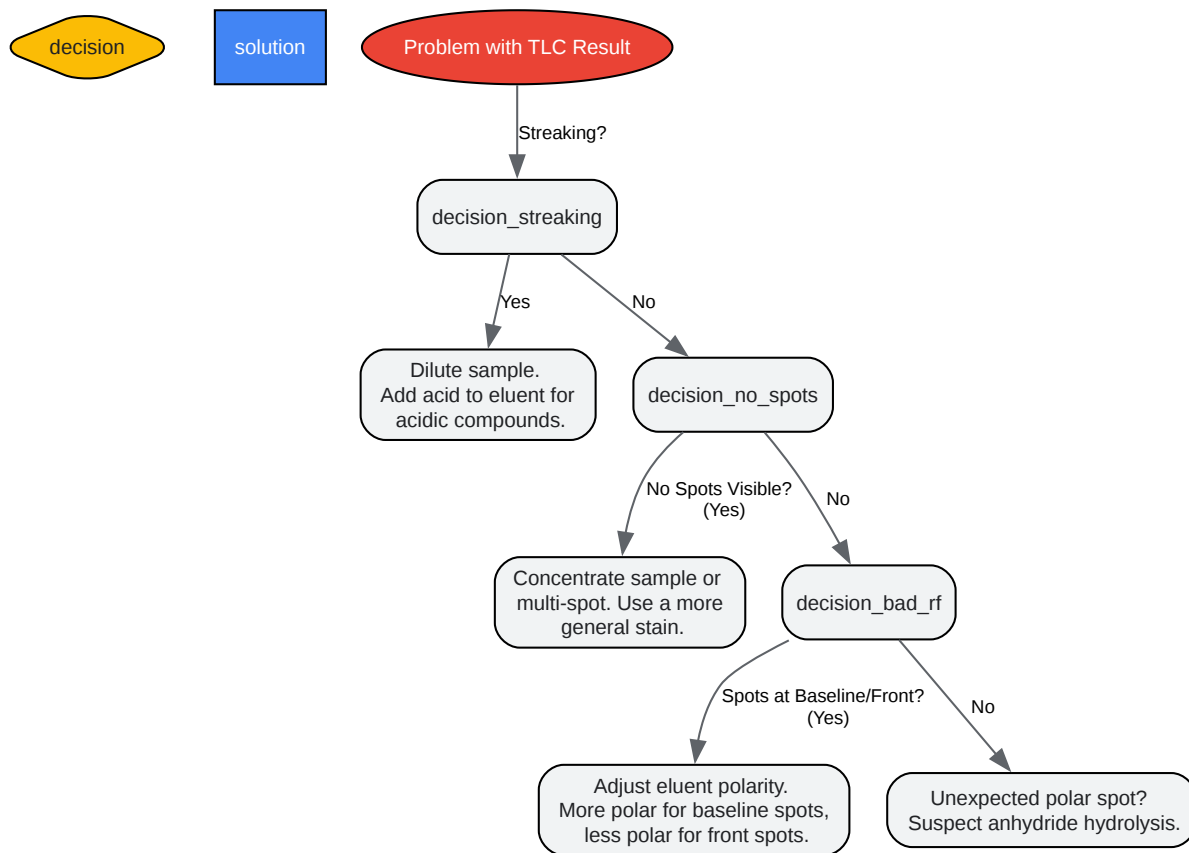 decision
solution
Problem with TLC Result
Streaking?
decision_streaking
Yes
No
Dilute sample.
Add acid to eluent for
acidic compounds.
decision_no_spots
No Spots Visible?
(Yes)
No
Concentrate sample or
multi-spot. Use a more
general stain.
decision_bad_rf
Spots at Baseline/Front?
(Yes)
No
Adjust eluent polarity.
More polar for baseline spots,
less polar for front spots.
Unexpected polar spot?
Suspect anhydride hydrolysis.